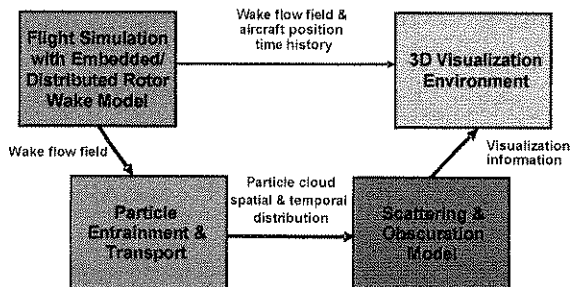 Wake flow field &
aircraft position
time history
Flight Simulation
with Embedded/
Distributed Rotor
Wake Model
3D Visualization
Environment
Wake flow field
Visualization
information
Particle cloud
spatial & temporal
distribution
Particle
Entrainment &
Transport
Scattering &
Obscuration
Model